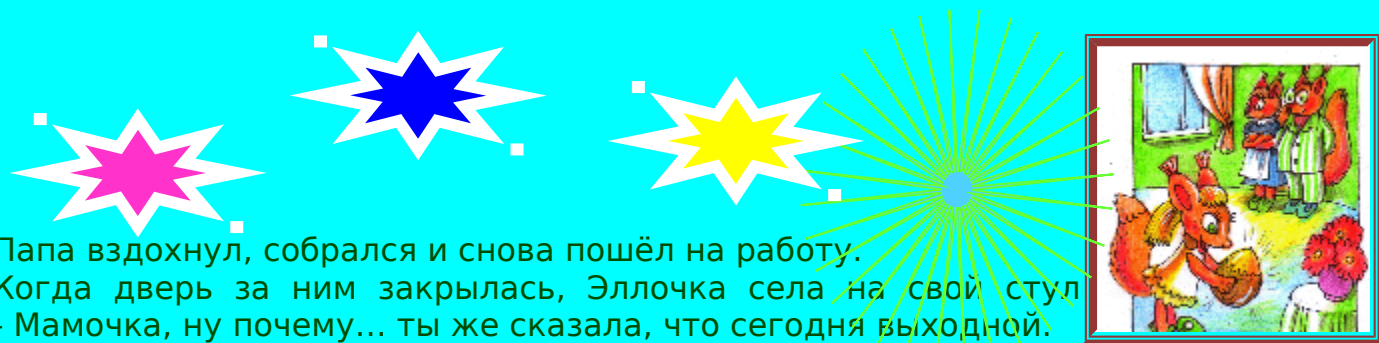 Папа вздохнул, собрался и снова пошёл на работу.
Когда дверь за ним закрылась, Эллочка села на свой стул
- Мамочка, ну почему… ты же сказала, что сегодня выходной.